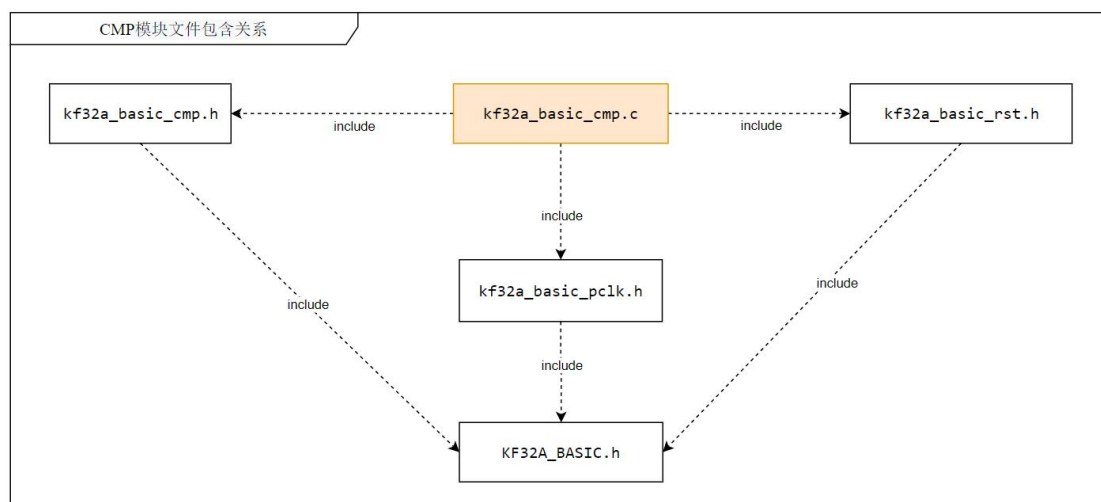 CMP模块文件包含关系
kf32a_basic_cmp.h
include
kf32a_basic_cmp.c
include
kf32a_basic_rst.h
include
kf32a_basic_pclk.h
include
include
include
KF32A_BASIC.h